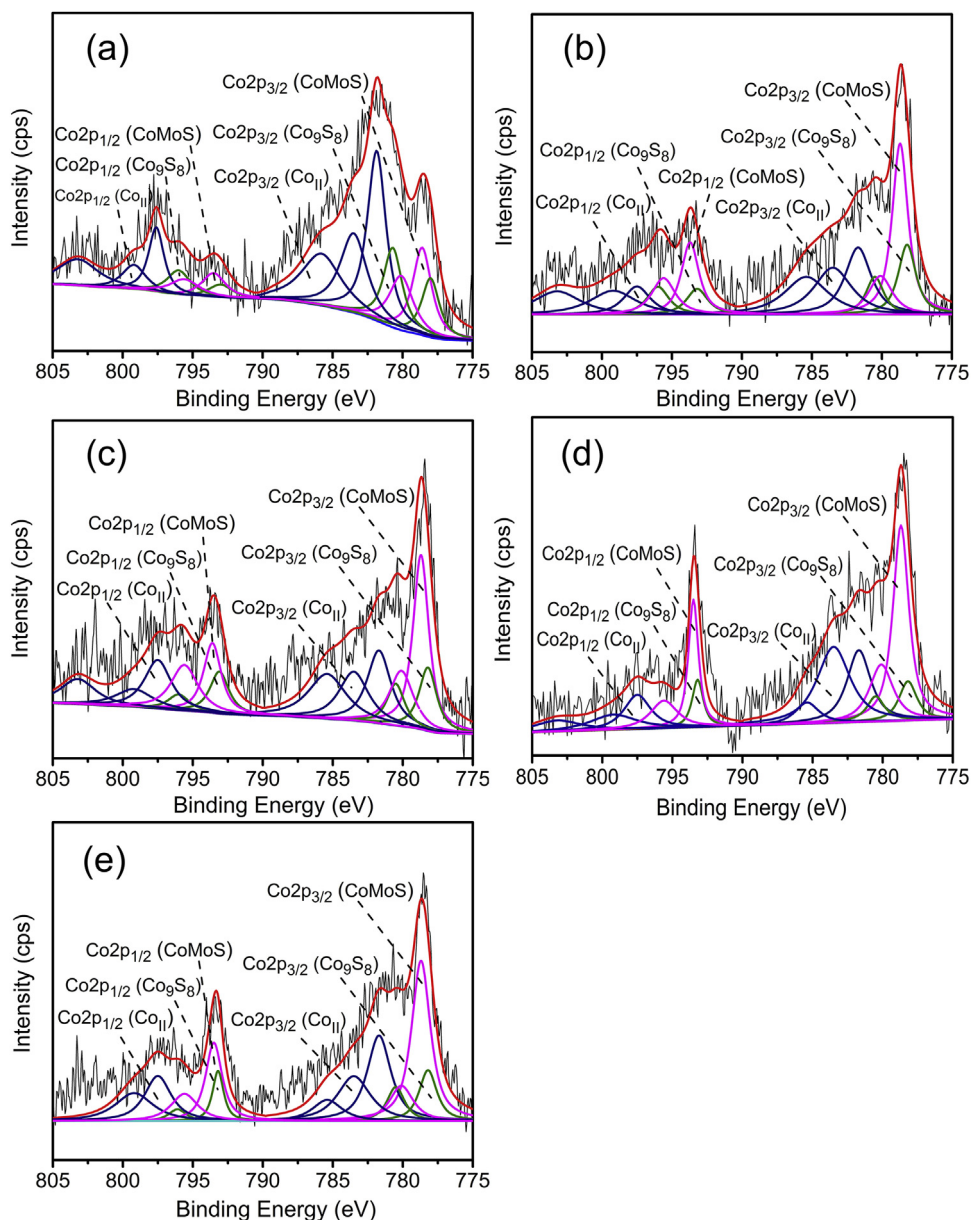 (a)
Co2p3/2 (CoMoS)
Co2p1/2 (CoMoS)
Co2p3/2 (Co9S8)
Co2p1/2 (Co9S8)
Co2p3/2 (CoII)
Co2p1/2 (CoII)
Intensity (cps)
805 800 795 790 785 780 775
Binding Energy (eV)
(b)
Co2p3/2 (CoMoS)
Co2p3/2 (Co9S8)
Co2p1/2 (Co9S8)
Co2p1/2 (CoMoS)
Co2p1/2 (CoII)
Co2p3/2 (CoII)
Intensity (cps)
805 800 795 790 785 780 775
Binding Energy (eV)
(c)
Co2p3/2 (CoMoS)
Co2p1/2 (CoMoS)
Co2p3/2 (Co9S8)
Co2p1/2 (Co9S8)
Co2p1/2 (CoII)
Co2p3/2 (CoII)
Intensity (cps)
805 800 795 790 785 780 775
Binding Energy (eV)
(d)
Co2p3/2 (CoMoS)
Co2p1/2 (CoMoS)
Co2p3/2 (Co9S8)
Co2p1/2 (Co9S8)
Co2p3/2 (CoII)
Co2p1/2 (CoII)
Intensity (cps)
805 800 795 790 785 780 775
Binding Energy (eV)
(e)
Co2p3/2 (CoMoS)
Co2p1/2 (CoMoS)
Co2p3/2 (Co9S8)
Co2p1/2 (Co9S8)
Co2p1/2 (CoII)
Co2p3/2 (CoII)
Intensity (cps)
805 800 795 790 785 780 775
Binding Energy (eV)